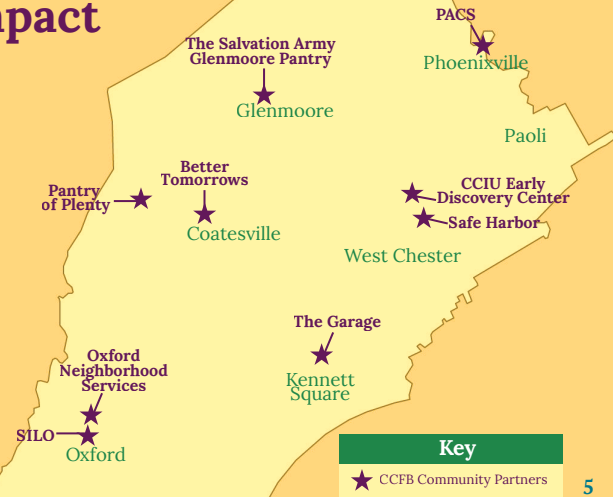 PACS
The Salvation Army
Glenmoore Pantry
Phoenixville
Glenmoore
Paoli
Better
Tomorrows
Pantry
of Plenty
CCIU Early
Discovery Center
Safe Harbor
Coatesville
West Chester
The Garage
Oxford
Neighborhood
Services
Kennett
Square
SILO
Oxford
Key
CCFB Community Partners
5